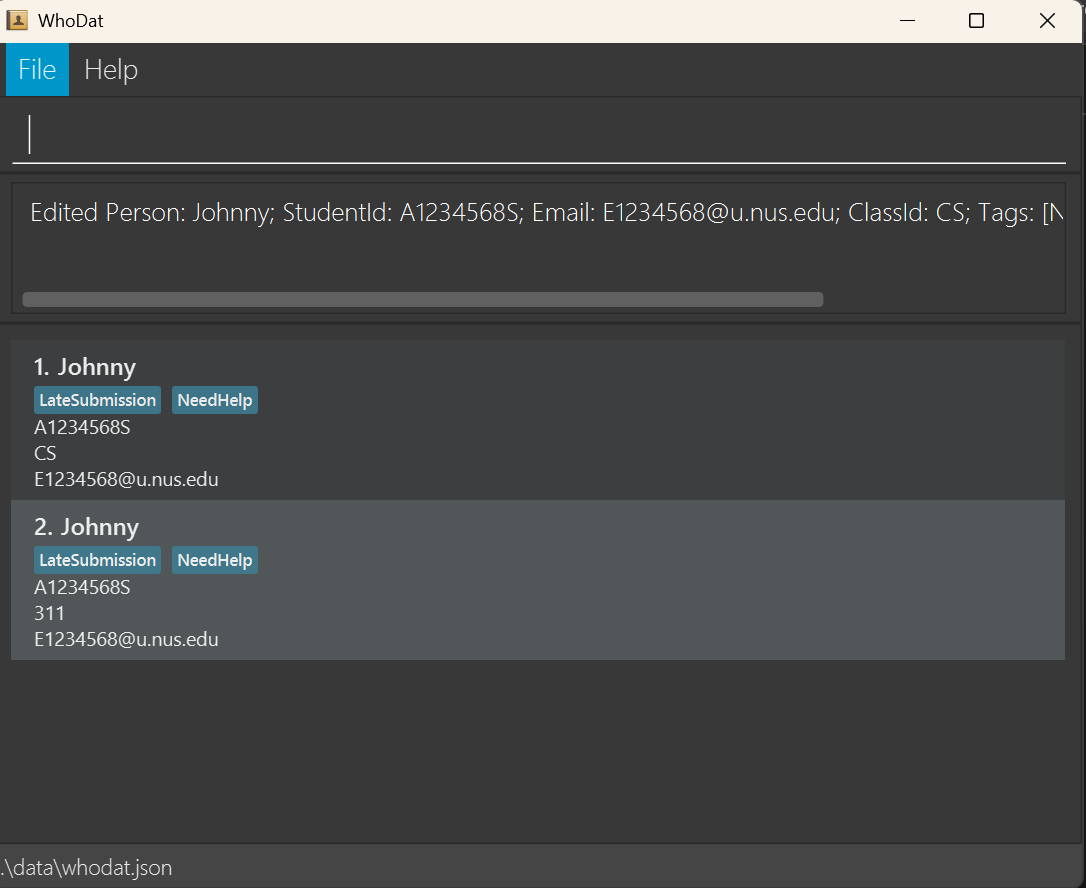 WhoDat
File Help
Edited Person: Johnny; StudentId: A1234568S; Email: E1234568@u.nus.edu; ClassId: CS; Tags: [N
1. Johnny
LateSubmission NeedHelp
A1234568S
CS
E1234568@u.nus.edu
2. Johnny
LateSubmission NeedHelp
A1234568S
311
E1234568@u.nus.edu
.\data\whodat.json